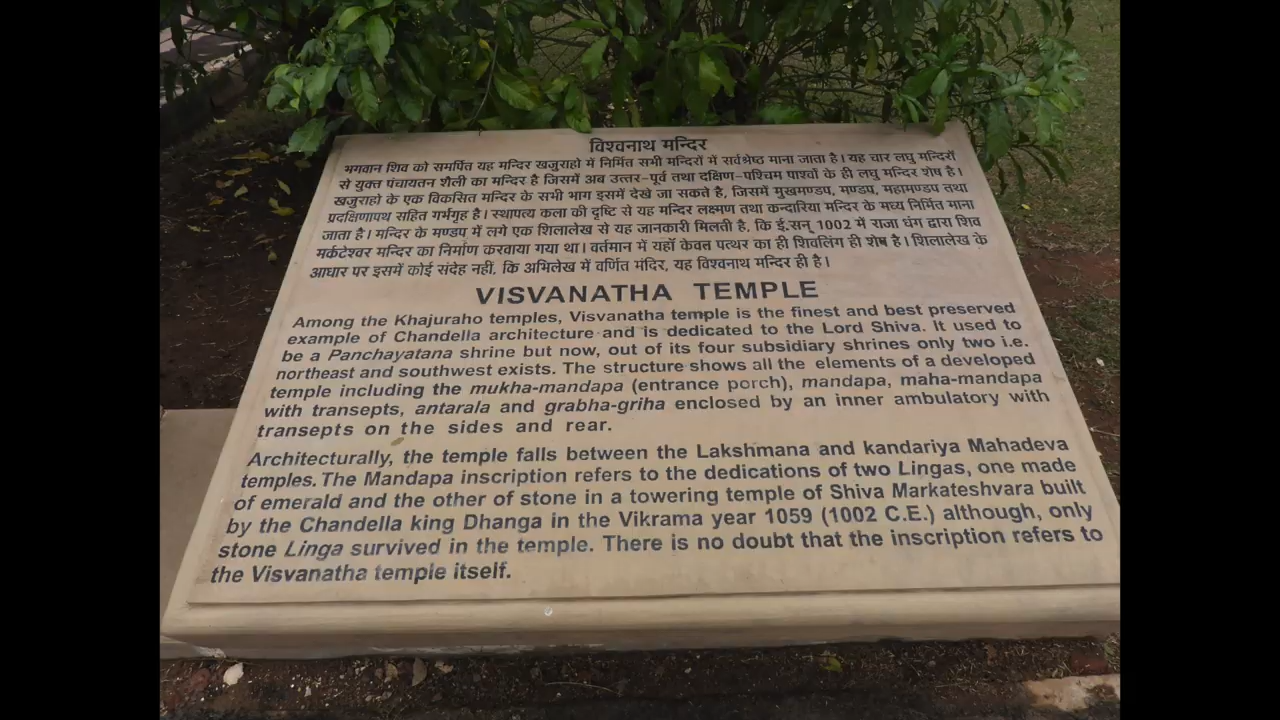 विश्वनाथ मन्दिर
भगवान शिव को समर्पित यह मन्दिर खजुराहो में निर्मित सभी मन्दिरों में सर्वश्रेष्ठ माना जाता है। यह चार लघु मन्दिरों
से युक्त पंचायतन शैली का मन्दिर है जिसमें अब उत्तर-पूर्व तथा दक्षिण-पश्चिम पार्श्वो के ही लघु मन्दिर शेष है।
खजुराहो के एक विकसित मन्दिर के सभी भाग इसमें देखे जा सकते है, जिसमें मुखमण्डप, मण्डप, महामण्डप तथा
प्रदक्षिणापथ सहित गर्भगृह है। स्थापत्य कला की दृष्टि से यह मन्दिर लक्ष्मण तथा कन्दारिया मन्दिर के मध्य निर्मित माना
जाता है। मन्दिर के मण्डप में लगे एक शिलालेख से यह जानकारी मिलती है, कि ई.सन् 1002 में राजा धंग द्वारा शिव
मर्कटेश्वर मन्दिर का निर्माण करवाया गया था। वर्तमान में यहाँ केवल पत्थर का ही शिवलिंग ही शेष है। शिलालेख के
आधार पर इसमें कोई संदेह नहीं, कि अभिलेख में वर्णित मंदिर, यह विश्वनाथ मन्दिर ही है।
VISVANATHA TEMPLE
Among the Khajuraho temples, Visvanatha temple is the finest and best preserved
example of Chandella architecture and is dedicated to the Lord Shiva. It used to
be a Panchayatana shrine but now, out of its four subsidiary shrines only two i.e.
northeast and southwest exists. The structure shows all the elements of a developed
temple including the mukha-mandapa (entrance porch), mandapa, maha-mandapa
with transepts, antarala and grabha-griha enclosed by an inner ambulatory with
transepts on the sides and rear.
Architecturally, the temple falls between the Lakshmana and kandariya Mahadeva
temples. The Mandapa inscription refers to the dedications of two Lingas, one made
of emerald and the other of stone in a towering temple of Shiva Markateshvara built
by the Chandella king Dhanga in the Vikrama year 1059 (1002 C.E.) although, only
stone Linga survived in the temple. There is no doubt that the inscription refers to
the Visvanatha temple itself.